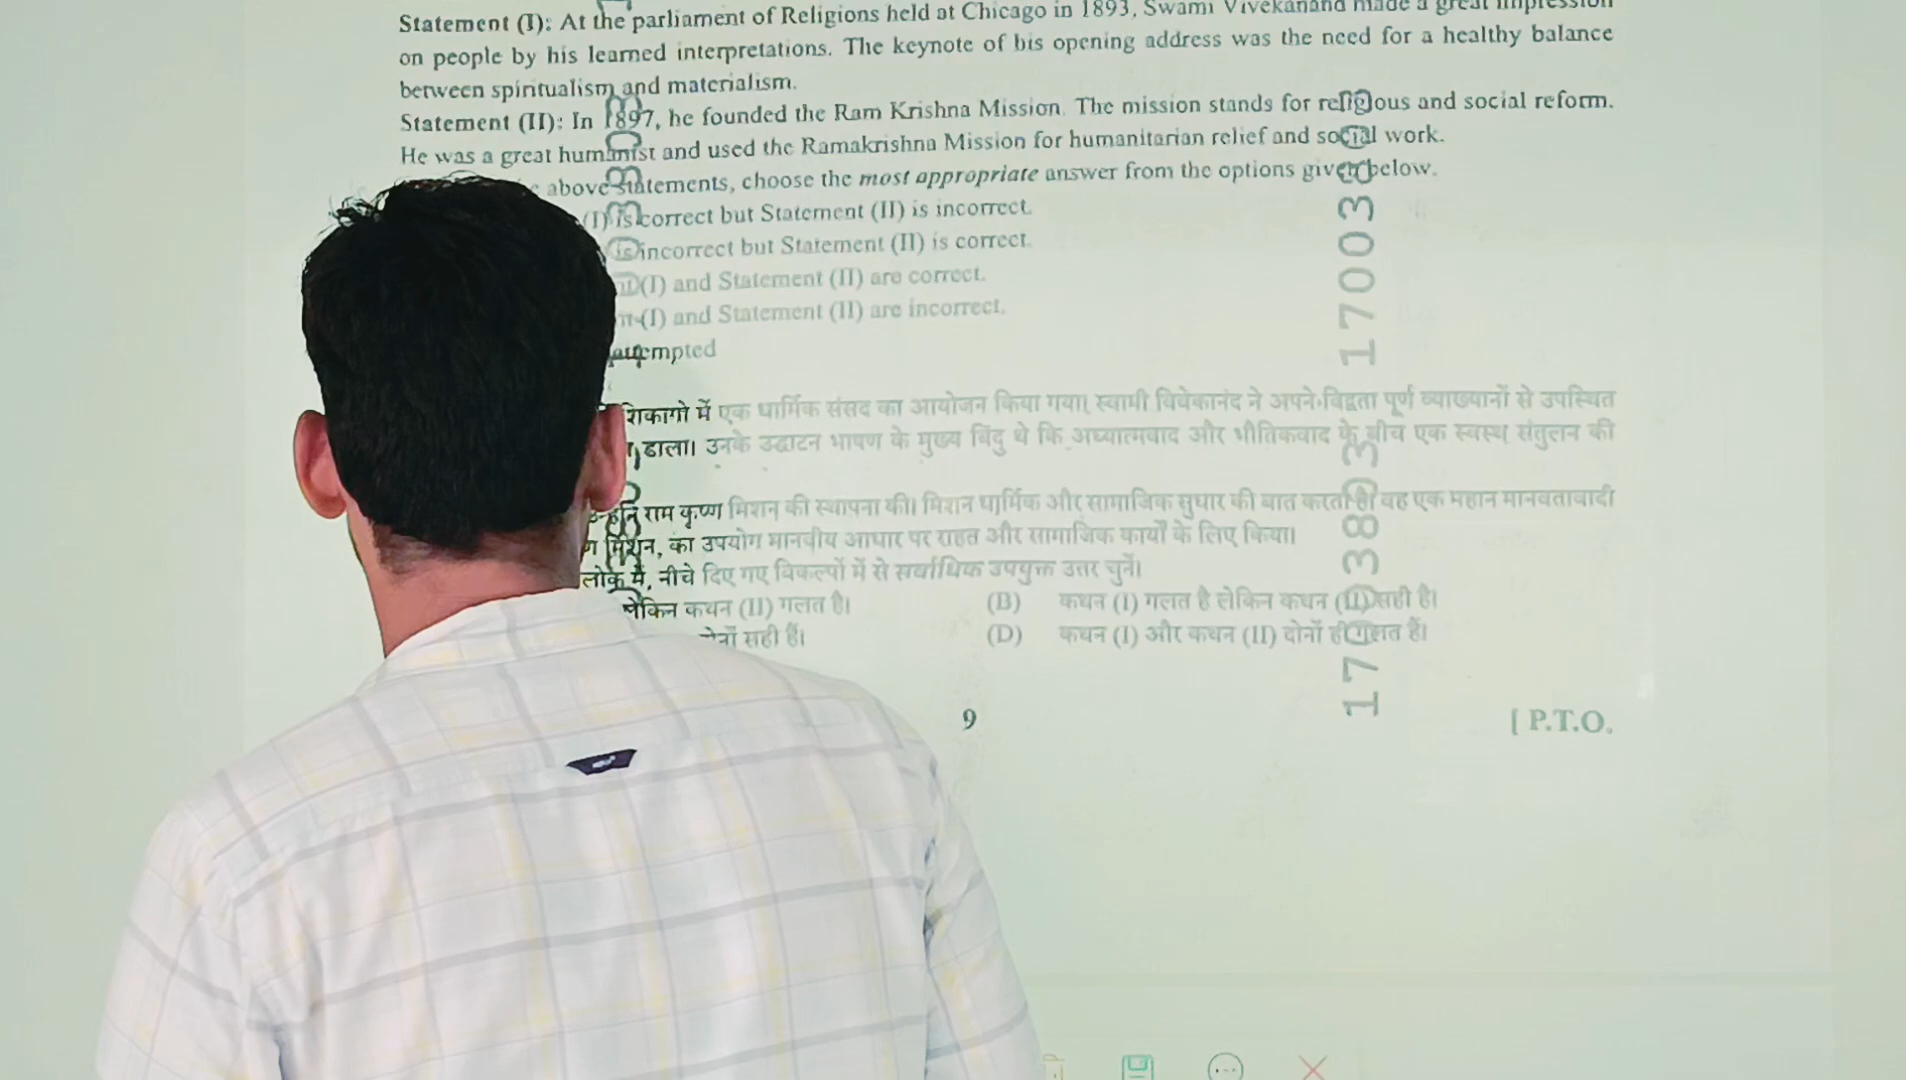 Statement (I): At the parliament of Religions held at Chicago in 1893, Swami Vivekanand made a great impression
on people by his learned interpretations. The keynote of his opening address was the need for a healthy balance
between spiritualism and materialism.
Statement (II): In 1897, he founded the Ram Krishna Mission. The mission stands for religious and social reform.
He was a great humanist and used the Ramakrishna Mission for humanitarian relief and social work.
above statements, choose the most appropriate answer from the options given below.
(I) is correct but Statement (II) is incorrect.
is incorrect but Statement (II) is correct.
(I) and Statement (II) are correct.
(I) and Statement (II) are incorrect.
attempted
शिकागो में एक धार्मिक संसद का आयोजन किया गया। स्वामी विवेकानंद ने अपने विद्वता पूर्ण व्याख्यानों से उपस्थित
डाला। उनके उद्घाटन भाषण के मुख्य बिंदु थे कि अध्यात्मवाद और भौतिकवाद के बीच एक स्वस्थ संतुलन की
राम कृष्ण मिशन की स्थापना की। मिशन धार्मिक और सामाजिक सुधार की बात करता है। वह एक महान मानवतावादी
मिशन, का उपयोग मानवीय आधार पर राहत और सामाजिक कार्यों के लिए किया।
में, नीचे दिए गए विकल्पों में से सर्वाधिक उपयुक्त उत्तर चुनें।
लेकिन कथन (II) गलत है। (B) कथन (I) गलत है लेकिन कथन (II) सही है।
दोनों सही हैं। (D) कथन (I) और कथन (II) दोनों ही गलत हैं।
9 [ P.T.O.